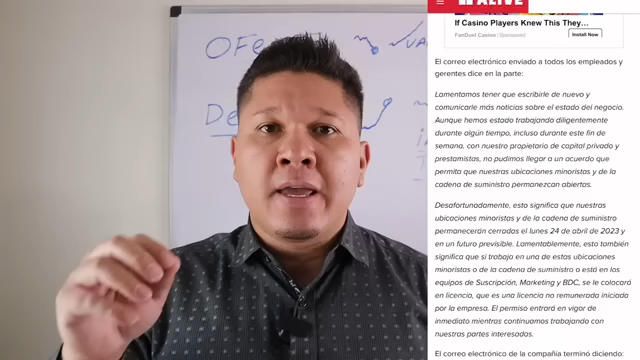 OFe
De
ALIVE
If Casino Players Knew This They...
FanDuel Casino | Sponsored
Install Now
El correo electrónico enviado a todos los empleados y
gerentes dice en la parte:
Lamentamos tener que escribirle de nuevo y
comunicarle más noticias sobre el estado del negocio.
Aunque hemos estado trabajando diligentemente
durante algún tiempo, incluso durante este fin de
semana, con nuestro propietario de capital privado y
prestamistas, no pudimos llegar a un acuerdo que
permita que nuestras ubicaciones minoristas y de la
cadena de suministro permanezcan abiertas.
Desafortunadamente, esto significa que nuestras
ubicaciones minoristas y de la cadena de suministro
permanecerán cerradas el lunes 24 de abril de 2023 y
en un futuro previsible. Lamentablemente, esto también
significa que si trabajo en una de estas ubicaciones
minoristas o de la cadena de suministro o está en los
equipos de Suscripción, Marketing y BDC, se le colocará
en licencia, que es una licencia no remunerada iniciada
por la empresa. El permiso entrará en vigor de
inmediato mientras continuamos trabajando con
nuestras partes interesadas.
El correo electrónico de la compañía terminó diciendo: